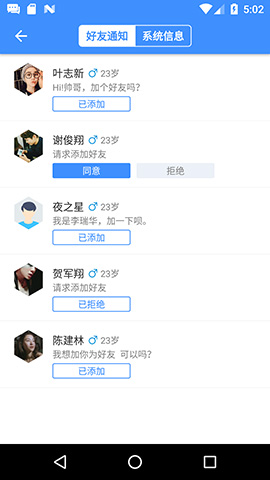 5:02
好友通知 系统信息
叶志新 23岁
Hi!帅哥，加个好友吗?
已添加
谢俊翔 23岁
请求添加好友
同意 拒绝
夜之星 23岁
我是李瑞华，加一下呗。
已添加
贺军翔 23岁
请求添加好友
已拒绝
陈建林 23岁
我想加你为好友 可以吗?
已添加